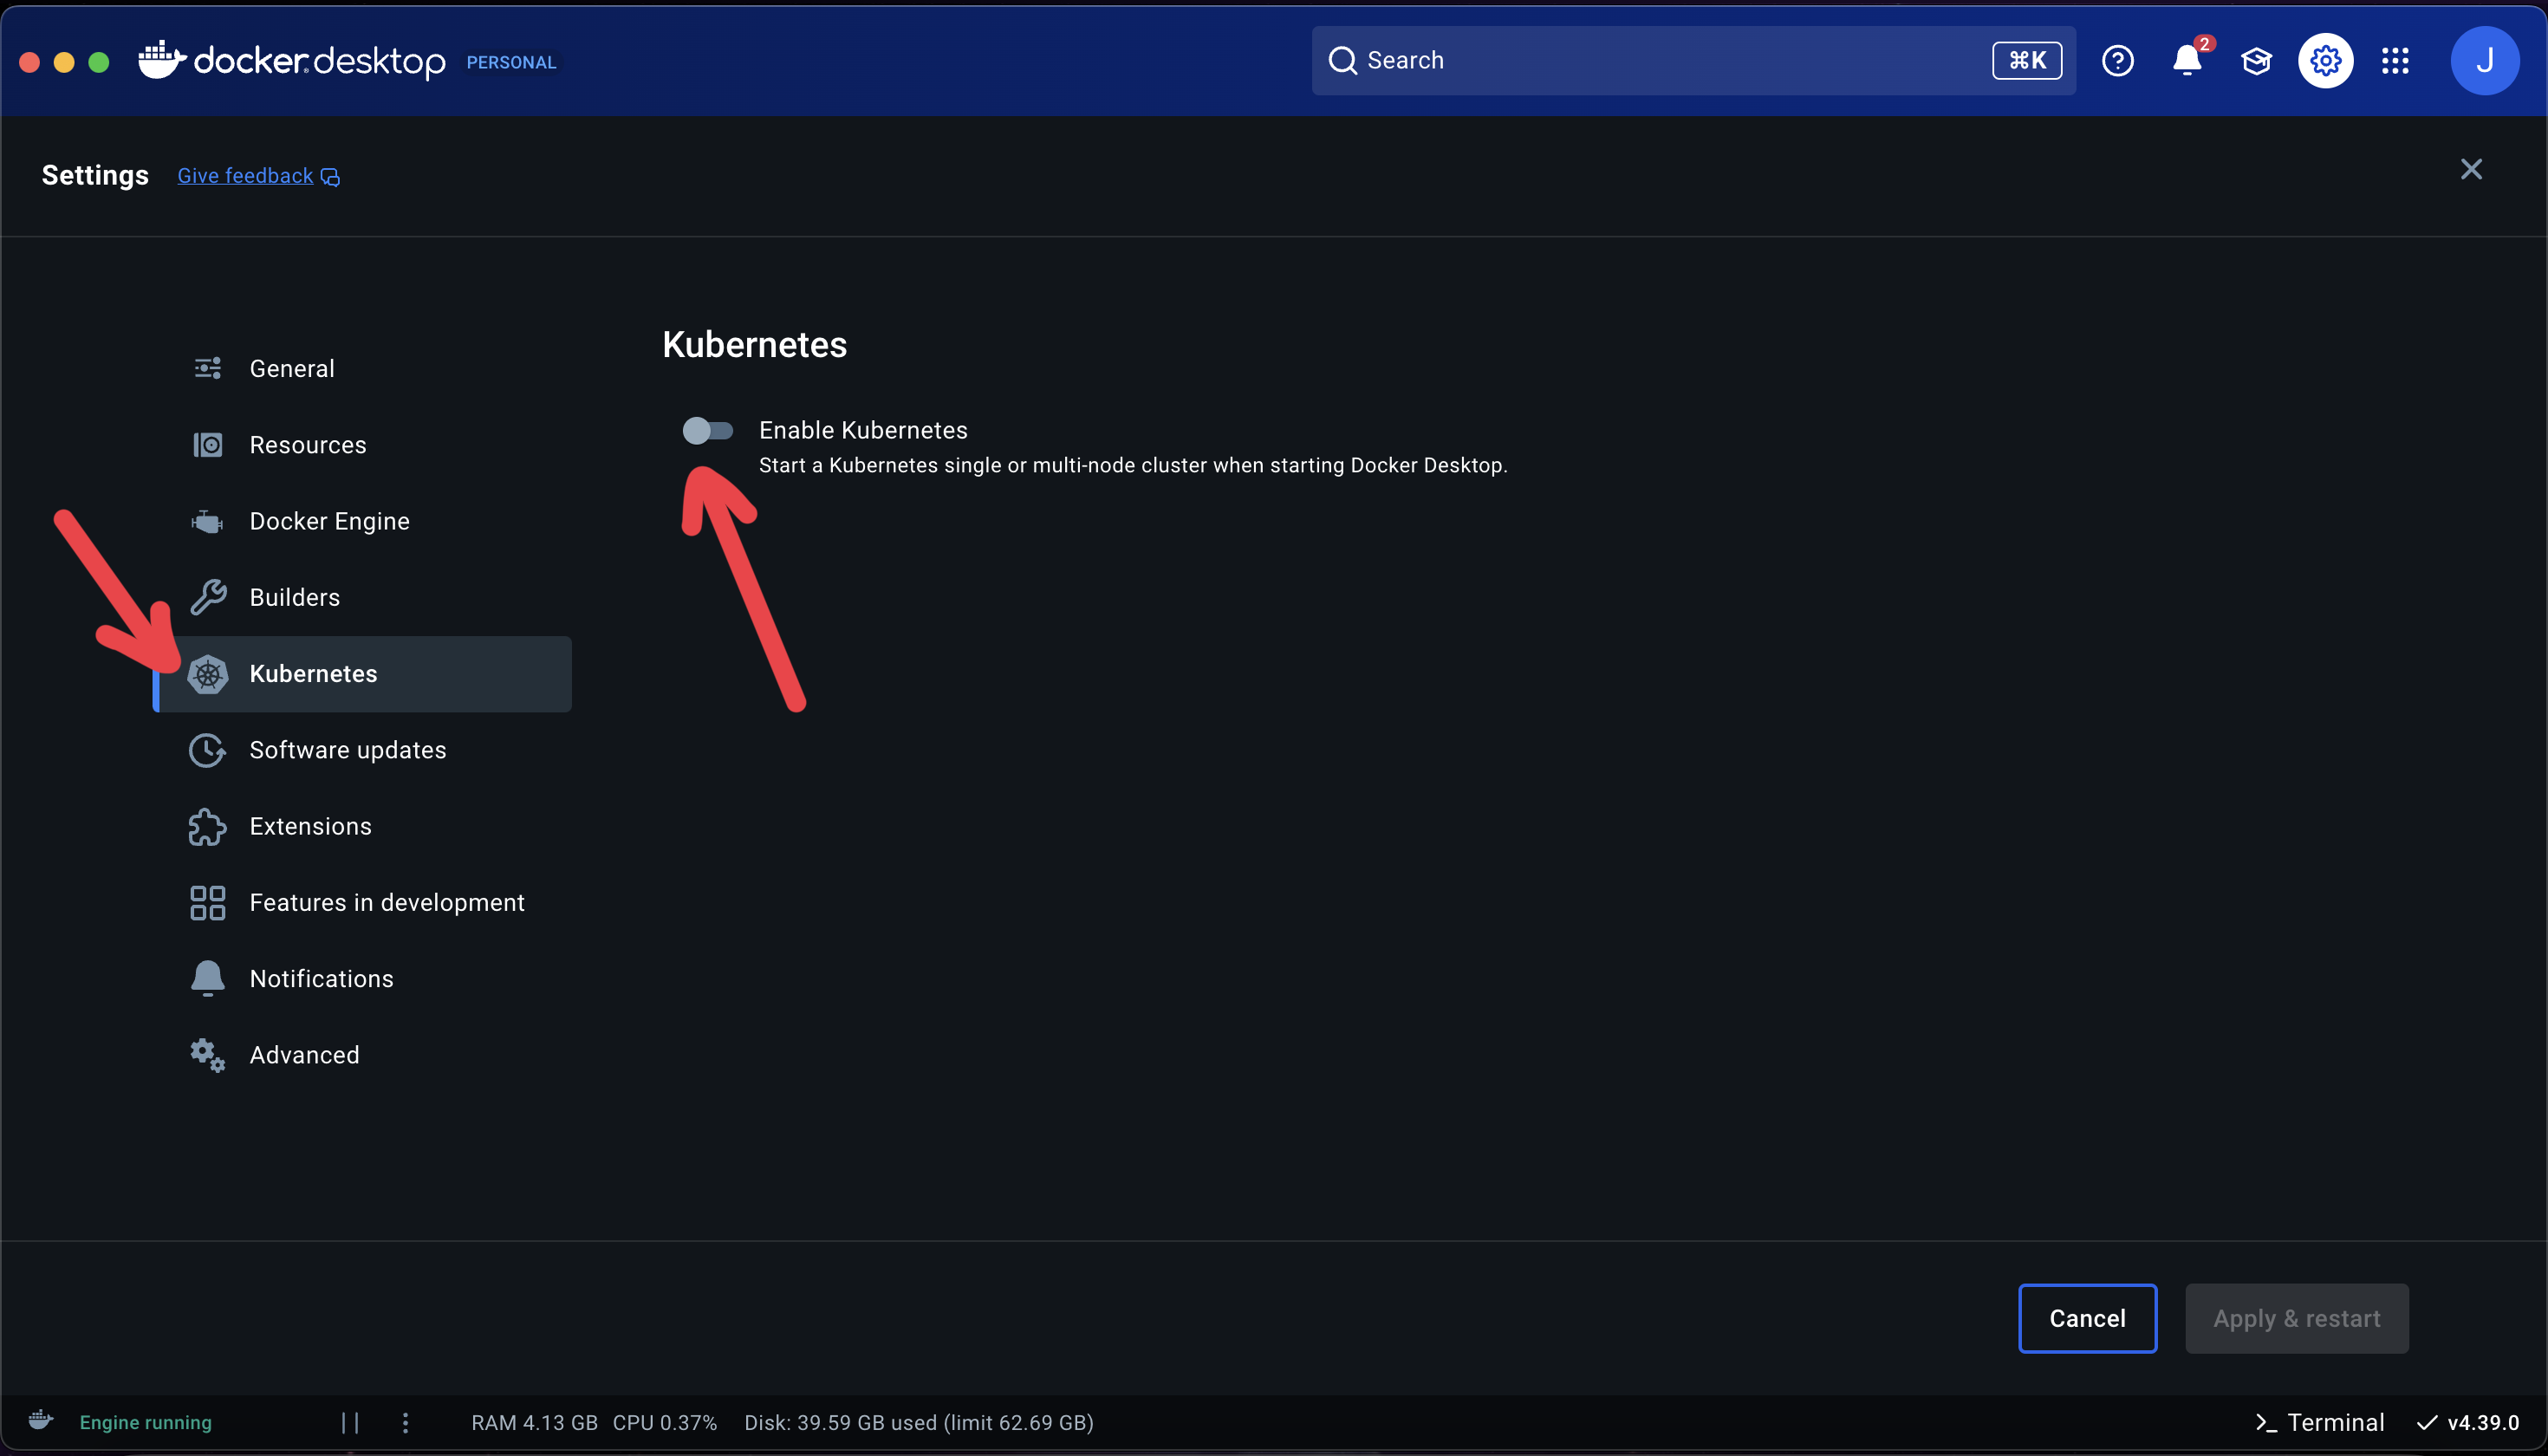 docker desktop PERSONAL
Search
⌘K
2
J
Settings
Give feedback
Kubernetes
General
Enable Kubernetes
Start a Kubernetes single or multi-node cluster when starting Docker Desktop.
Resources
Docker Engine
Builders
Kubernetes
Software updates
Extensions
Features in development
Notifications
Advanced
Cancel
Apply & restart
Engine running
RAM 4.13 GB CPU 0.37% Disk: 39.59 GB used (limit 62.69 GB)
>_ Terminal
v4.39.0